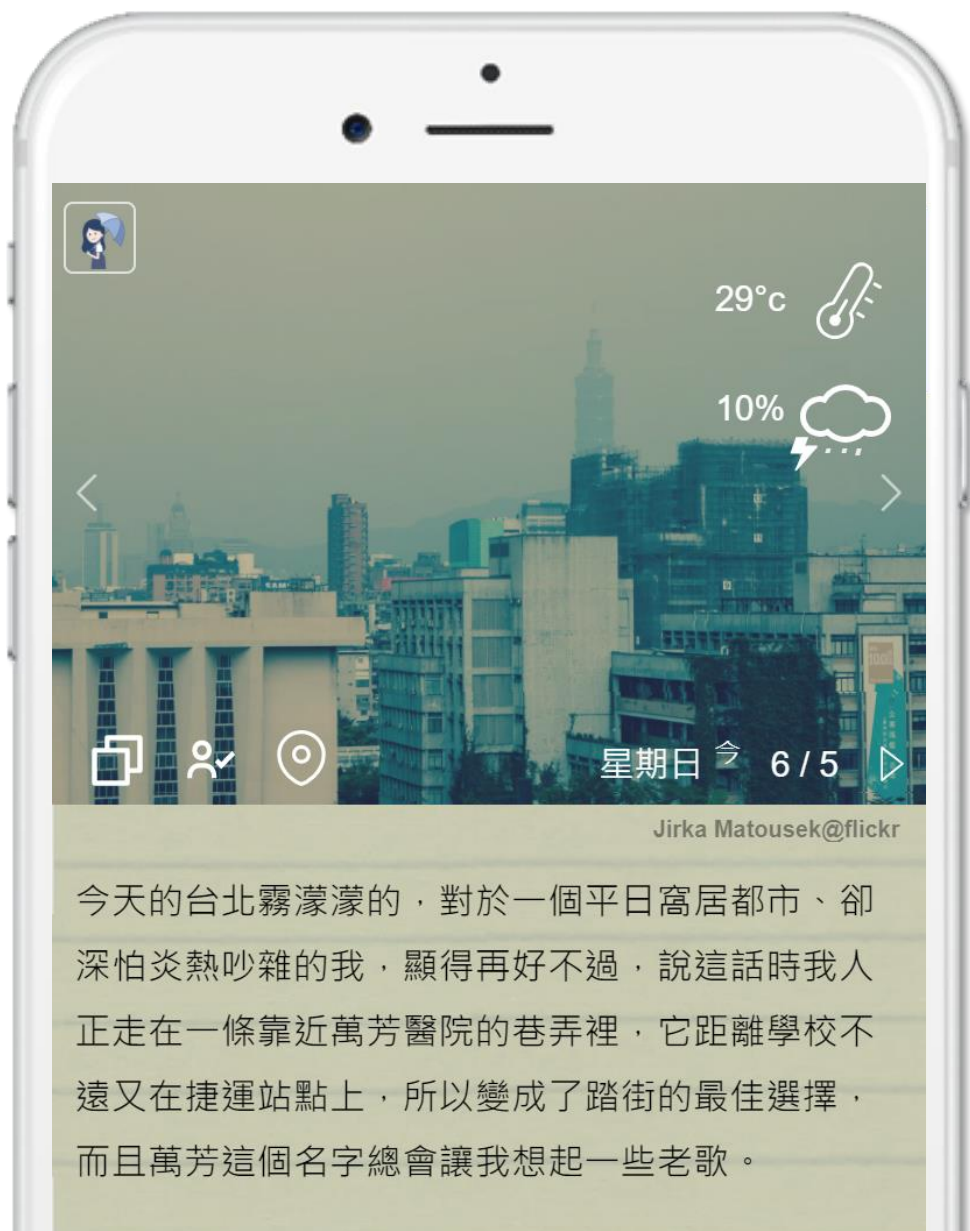 29°c
10%
星期日 今 6 / 5
Jirka Matousek@flickr
今天的台北霧濛濛的，對於一個平日窩居都市、卻
深怕炎熱吵雜的我，顯得再好不過，說這話時我人
正走在一條靠近萬芳醫院的巷弄裡，它距離學校不
遠又在捷運站點上，所以變成了踏街的最佳選擇，
而且萬芳這個名字總會讓我想起一些老歌。